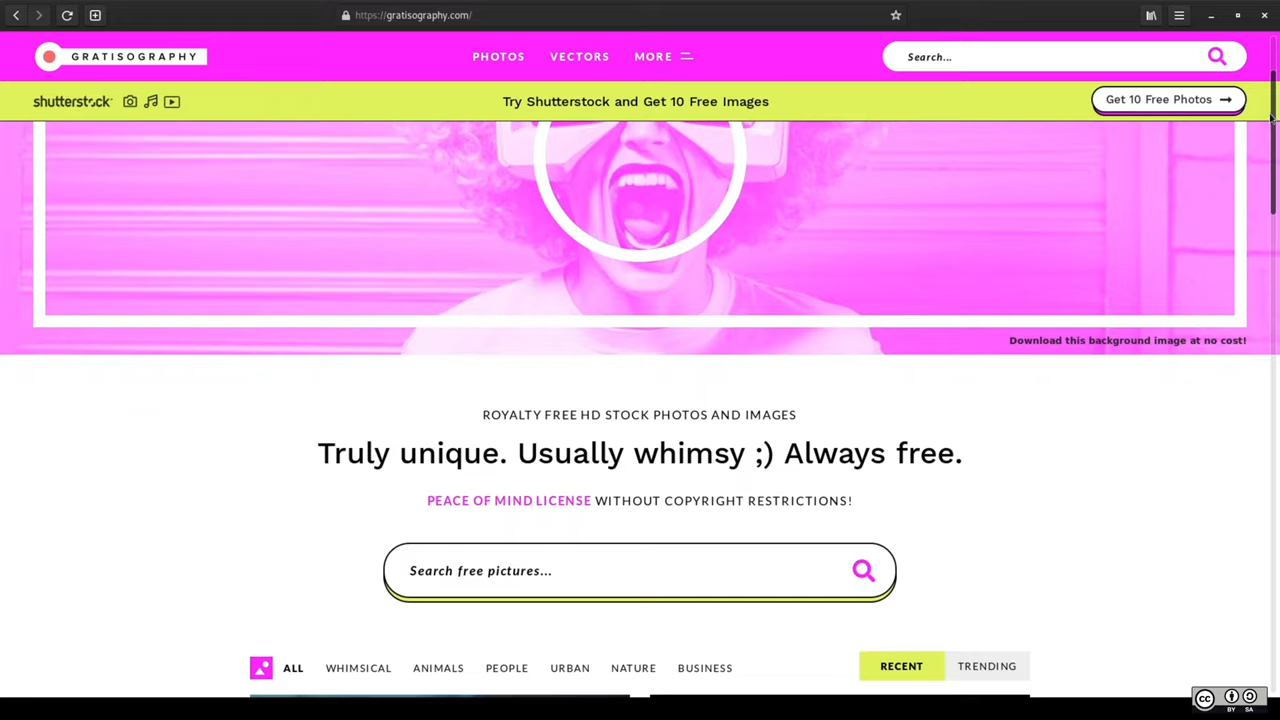 https://gratisography.com/
GRATISOGRAPHY
PHOTOS
VECTORS
MORE
Search...
shutterstock
Try Shutterstock and Get 10 Free Images
Get 10 Free Photos
Download this background image at no cost!
ROYALTY FREE HD STOCK PHOTOS AND IMAGES
Truly unique. Usually whimsy ;) Always free.
PEACE OF MIND LICENSE WITHOUT COPYRIGHT RESTRICTIONS!
Search free pictures...
ALL
WHIMSICAL
ANIMALS
PEOPLE
URBAN
NATURE
BUSINESS
RECENT
TRENDING
cc
BY SA